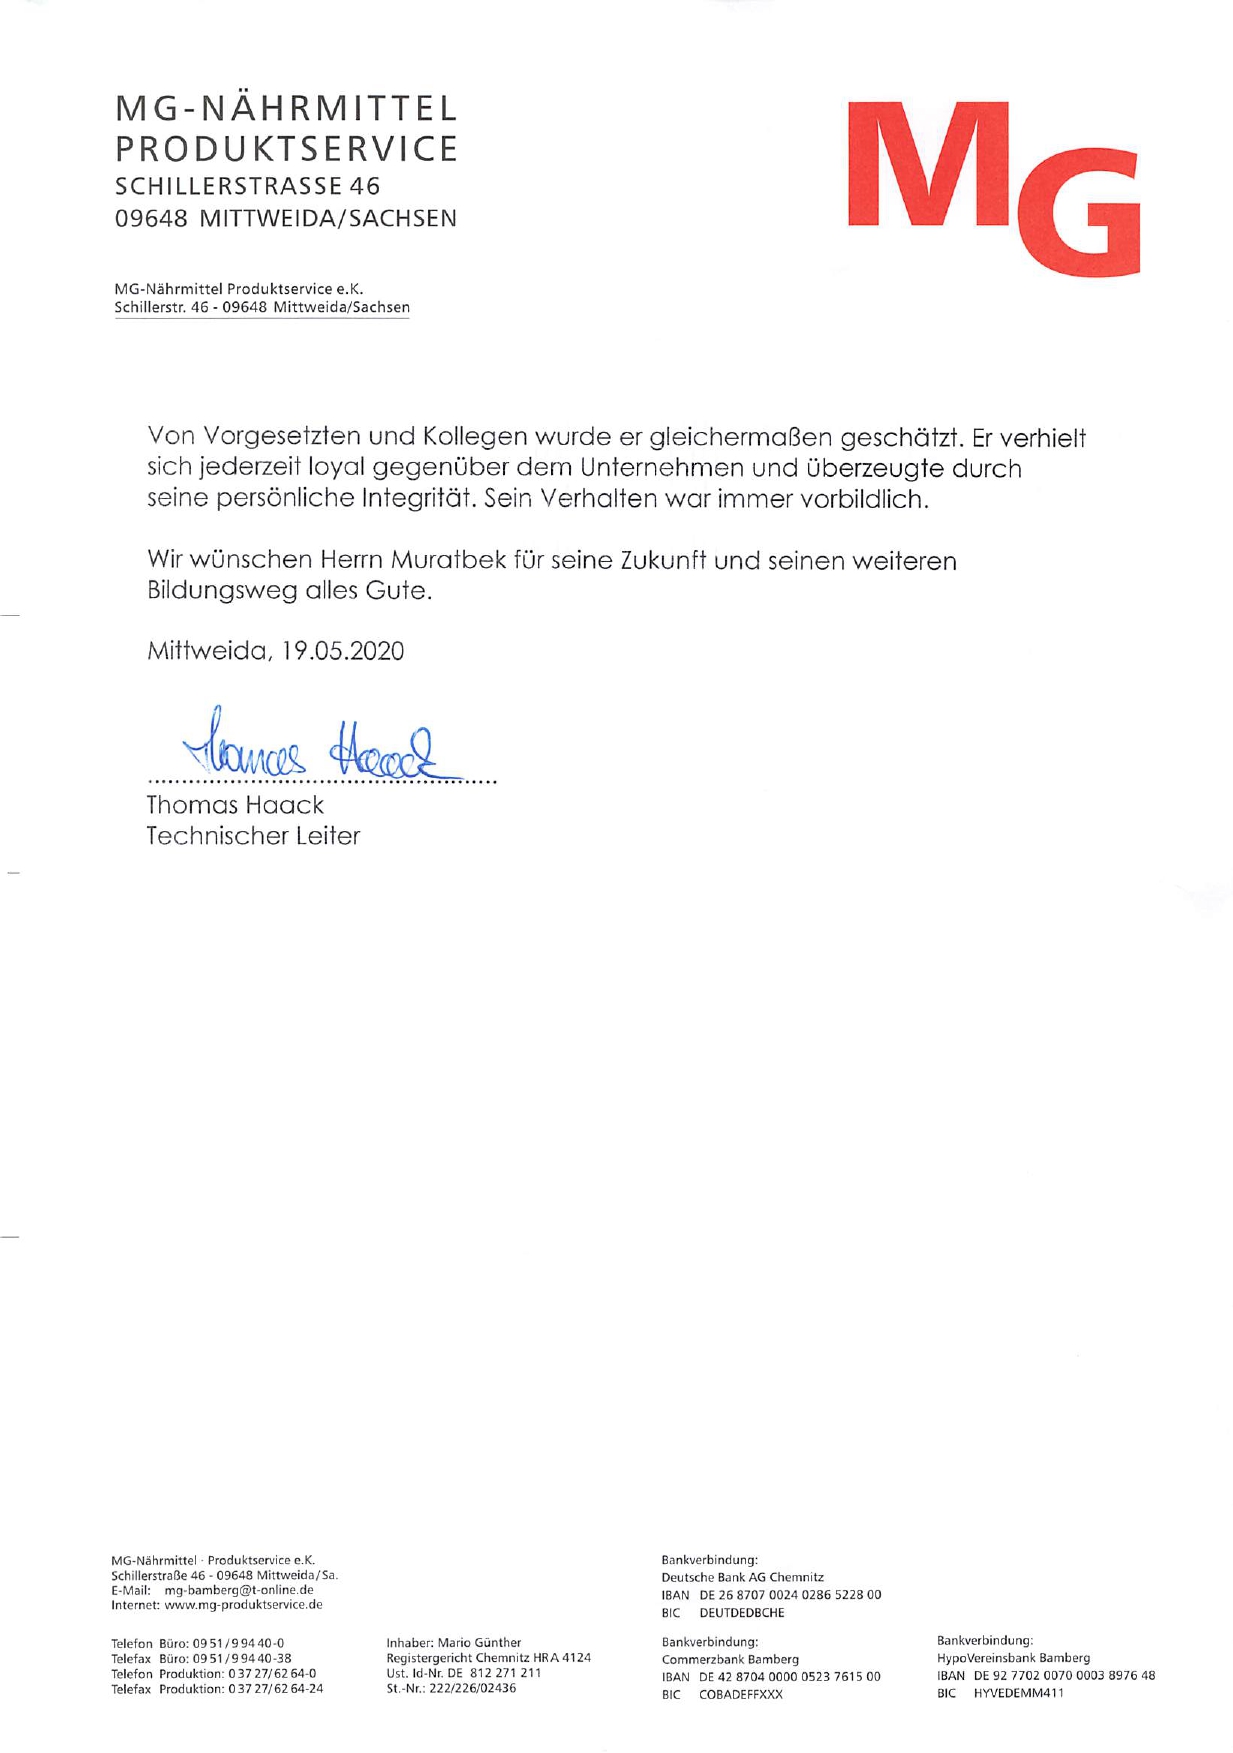 MG-NÄHRMITTEL
PRODUKTSERVICE
SCHILLERSTRASSE 46
09648 MITTWEIDA/SACHSEN
MG
MG-Nährmittel Produktservice e.K.
Schillerstr. 46 - 09648 Mittweida/Sachsen
Von Vorgesetzten und Kollegen wurde er gleichermaßen geschätzt. Er verhielt
sich jederzeit loyal gegenüber dem Unternehmen und überzeugte durch
seine persönliche Integrität. Sein Verhalten war immer vorbildlich.
Wir wünschen Herrn Muratbek für seine Zukunft und seinen weiteren
Bildungsweg alles Gute.
Mittweida, 19.05.2020
Thomas Haack
Thomas Haack
Technischer Leiter
MG-Nährmittel - Produktservice e.K.
Schillerstraße 46 - 09648 Mittweida/Sa.
E-Mail: mg-bamberg@t-online.de
Internet: www.mg-produktservice.de
Telefon Büro: 09 51 / 9 94 40-0
Telefax Büro: 09 51 / 9 94 40-38
Telefon Produktion: 0 37 27/ 62 64-0
Telefax Produktion: 0 37 27/ 62 64-24
Inhaber: Mario Günther
Registergericht Chemnitz HRA 4124
Ust. Id-Nr. DE 812 271 211
St.-Nr.: 222/226/02436
Bankverbindung:
Deutsche Bank AG Chemnitz
IBAN DE 26 8707 0024 0286 5228 00
BIC DEUTDEDBCHE
Bankverbindung:
Commerzbank Bamberg
IBAN DE 42 8704 0000 0523 7615 00
BIC COBADEFFXXX
Bankverbindung:
HypoVereinsbank Bamberg
IBAN DE 92 7702 0070 0003 8976 48
BIC HYVEDEMM411